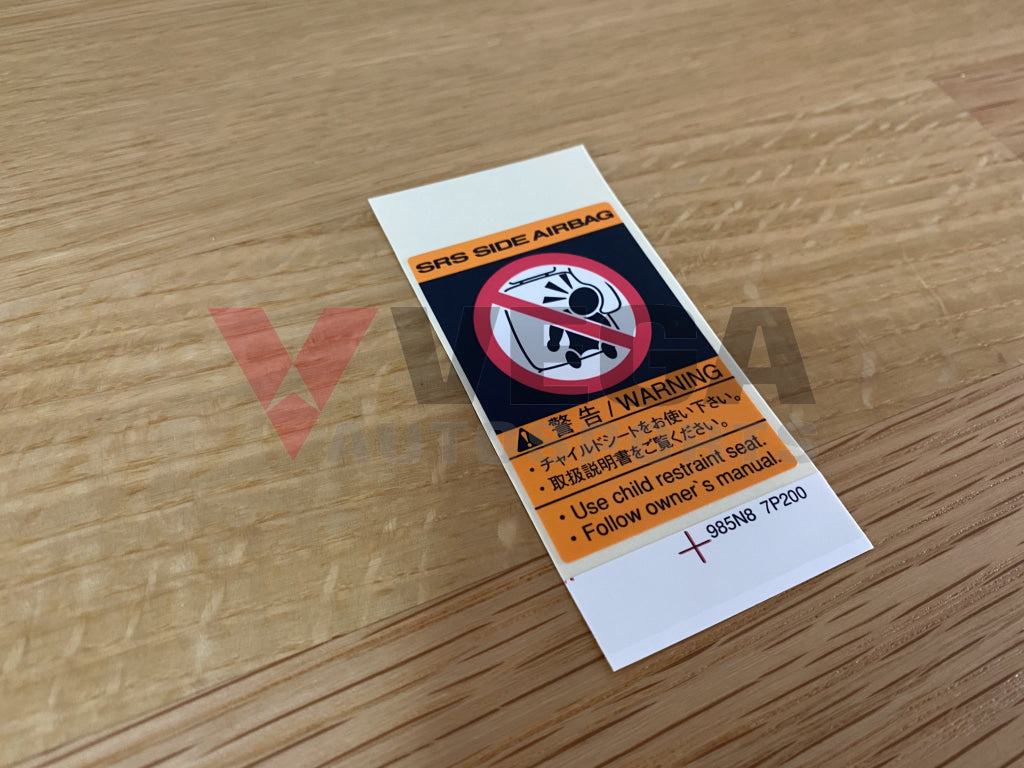 SRS SIDE AIRBAG
警告/WARNING
・チャイルドシートをお使い下さい。
・取扱説明書をご覧ください。
・Use child restraint seat.
・Follow owner's manual.
985N8 7P200
VEGA